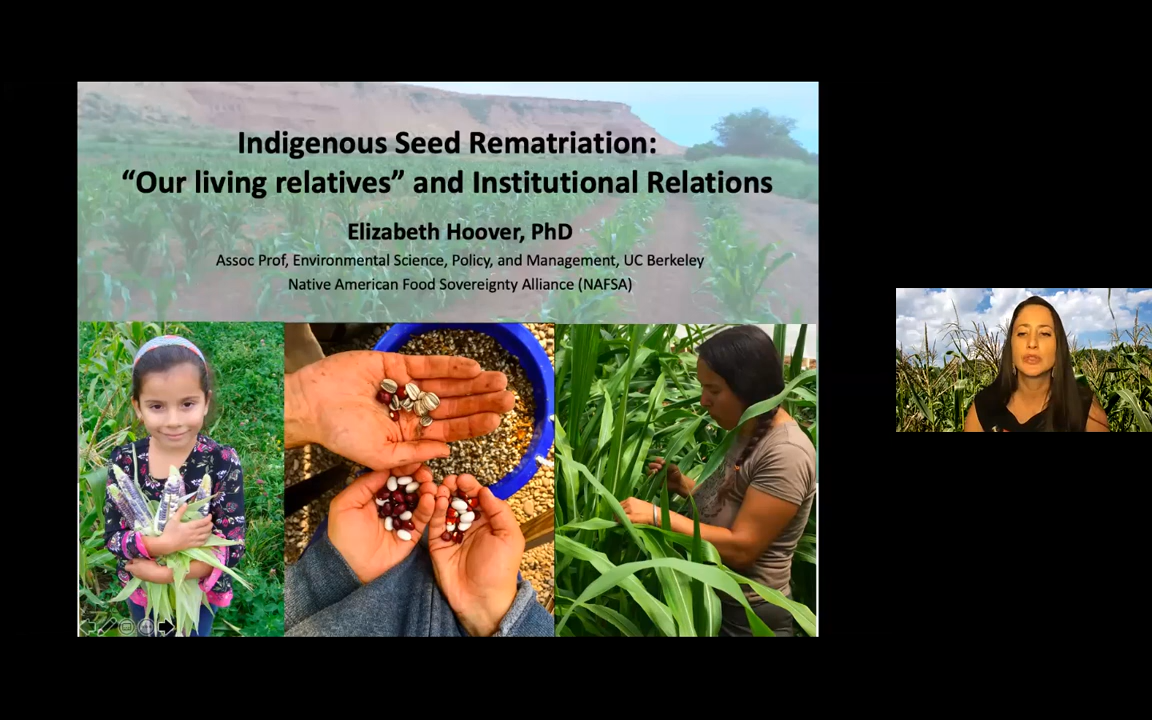 Indigenous Seed Rematriation:
“Our living relatives” and Institutional Relations
Elizabeth Hoover, PhD
Assoc Prof, Environmental Science, Policy, and Management, UC Berkeley
Native American Food Sovereignty Alliance (NAFSA)